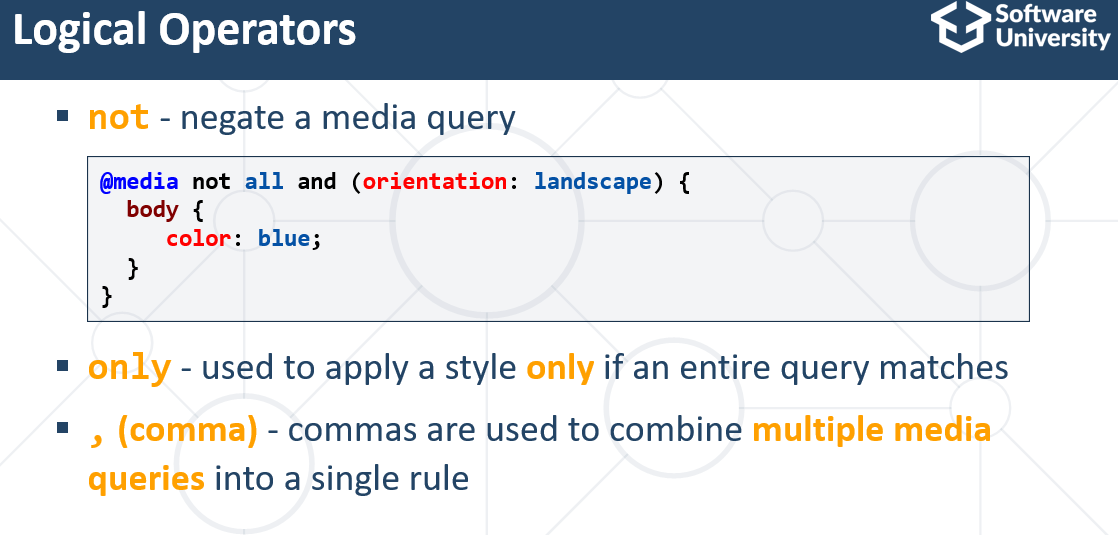 Logical Operators
Software
University
▪ not - negate a media query
@media not all and (orientation: landscape) {
  body {
     color: blue;
  }
}
▪ only - used to apply a style only if an entire query matches
▪ , (comma) - commas are used to combine multiple media
queries into a single rule